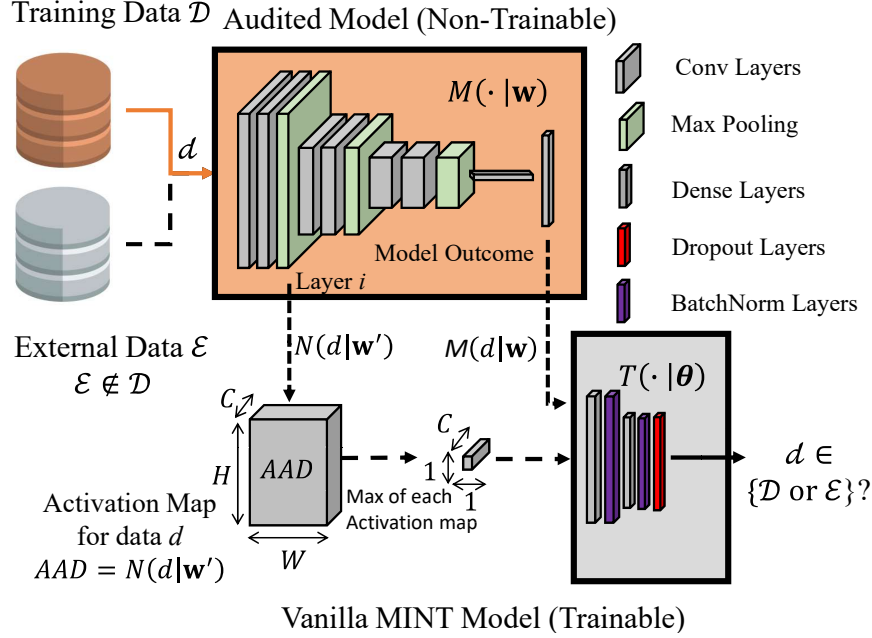 Training Data 𝒟
Audited Model (Non-Trainable)
M(· |𝐰)
d
Layer i
Model Outcome
Conv Layers
Max Pooling
Dense Layers
Dropout Layers
BatchNorm Layers
External Data ℰ
ℰ ∉ 𝒟
N(d|𝐰′)
M(d|𝐰)
T(· |𝜽)
C
H
AAD
W
Max of each
Activation map
C
1
1
d ∈
{𝒟 or ℰ}?
Activation Map
for data d
AAD = N(d|𝐰′)
Vanilla MINT Model (Trainable)